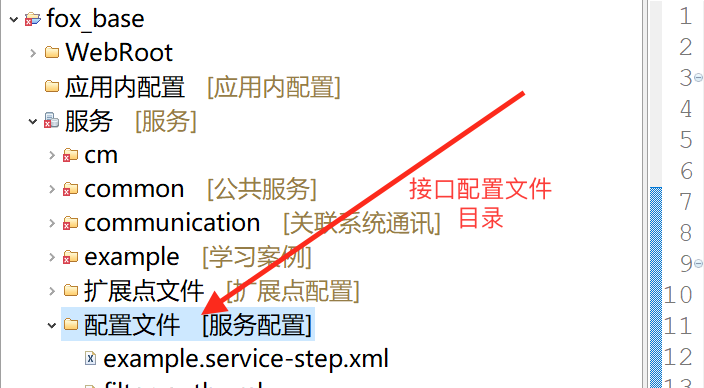 fox_base
WebRoot
应用内配置 [应用内配置]
服务 [服务]
cm
common [公共服务]
communication [关联系统通讯]
example [学习案例]
扩展点文件 [扩展点配置]
配置文件 [服务配置]
example.service-step.xml
接口配置文件
目录
1
2
3
4
5
6
7
8
9
10
11
12